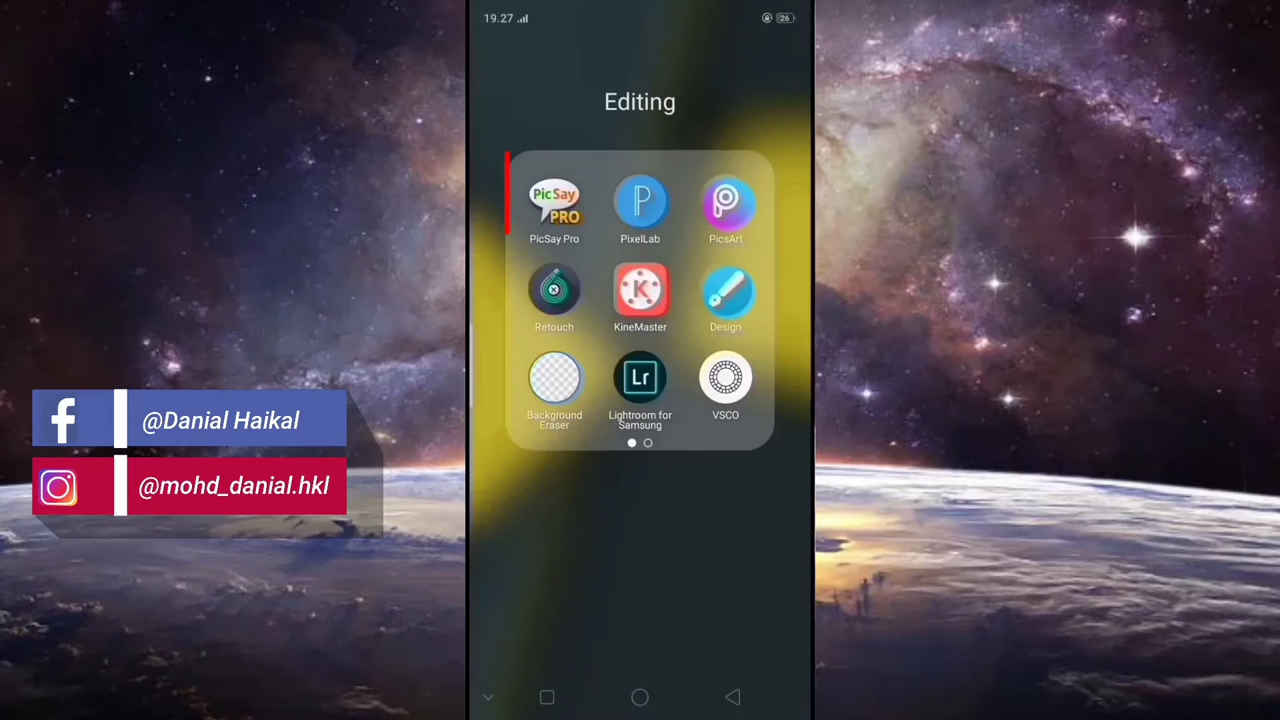 19.27
26
Editing
PicSay
PRO
PicSay Pro
PixelLab
PicsArt
Retouch
K
KineMaster
Design
Background
Eraser
Lr
Lightroom for
Samsung
VSCO
@Danial Haikal
@mohd_danial.hkl